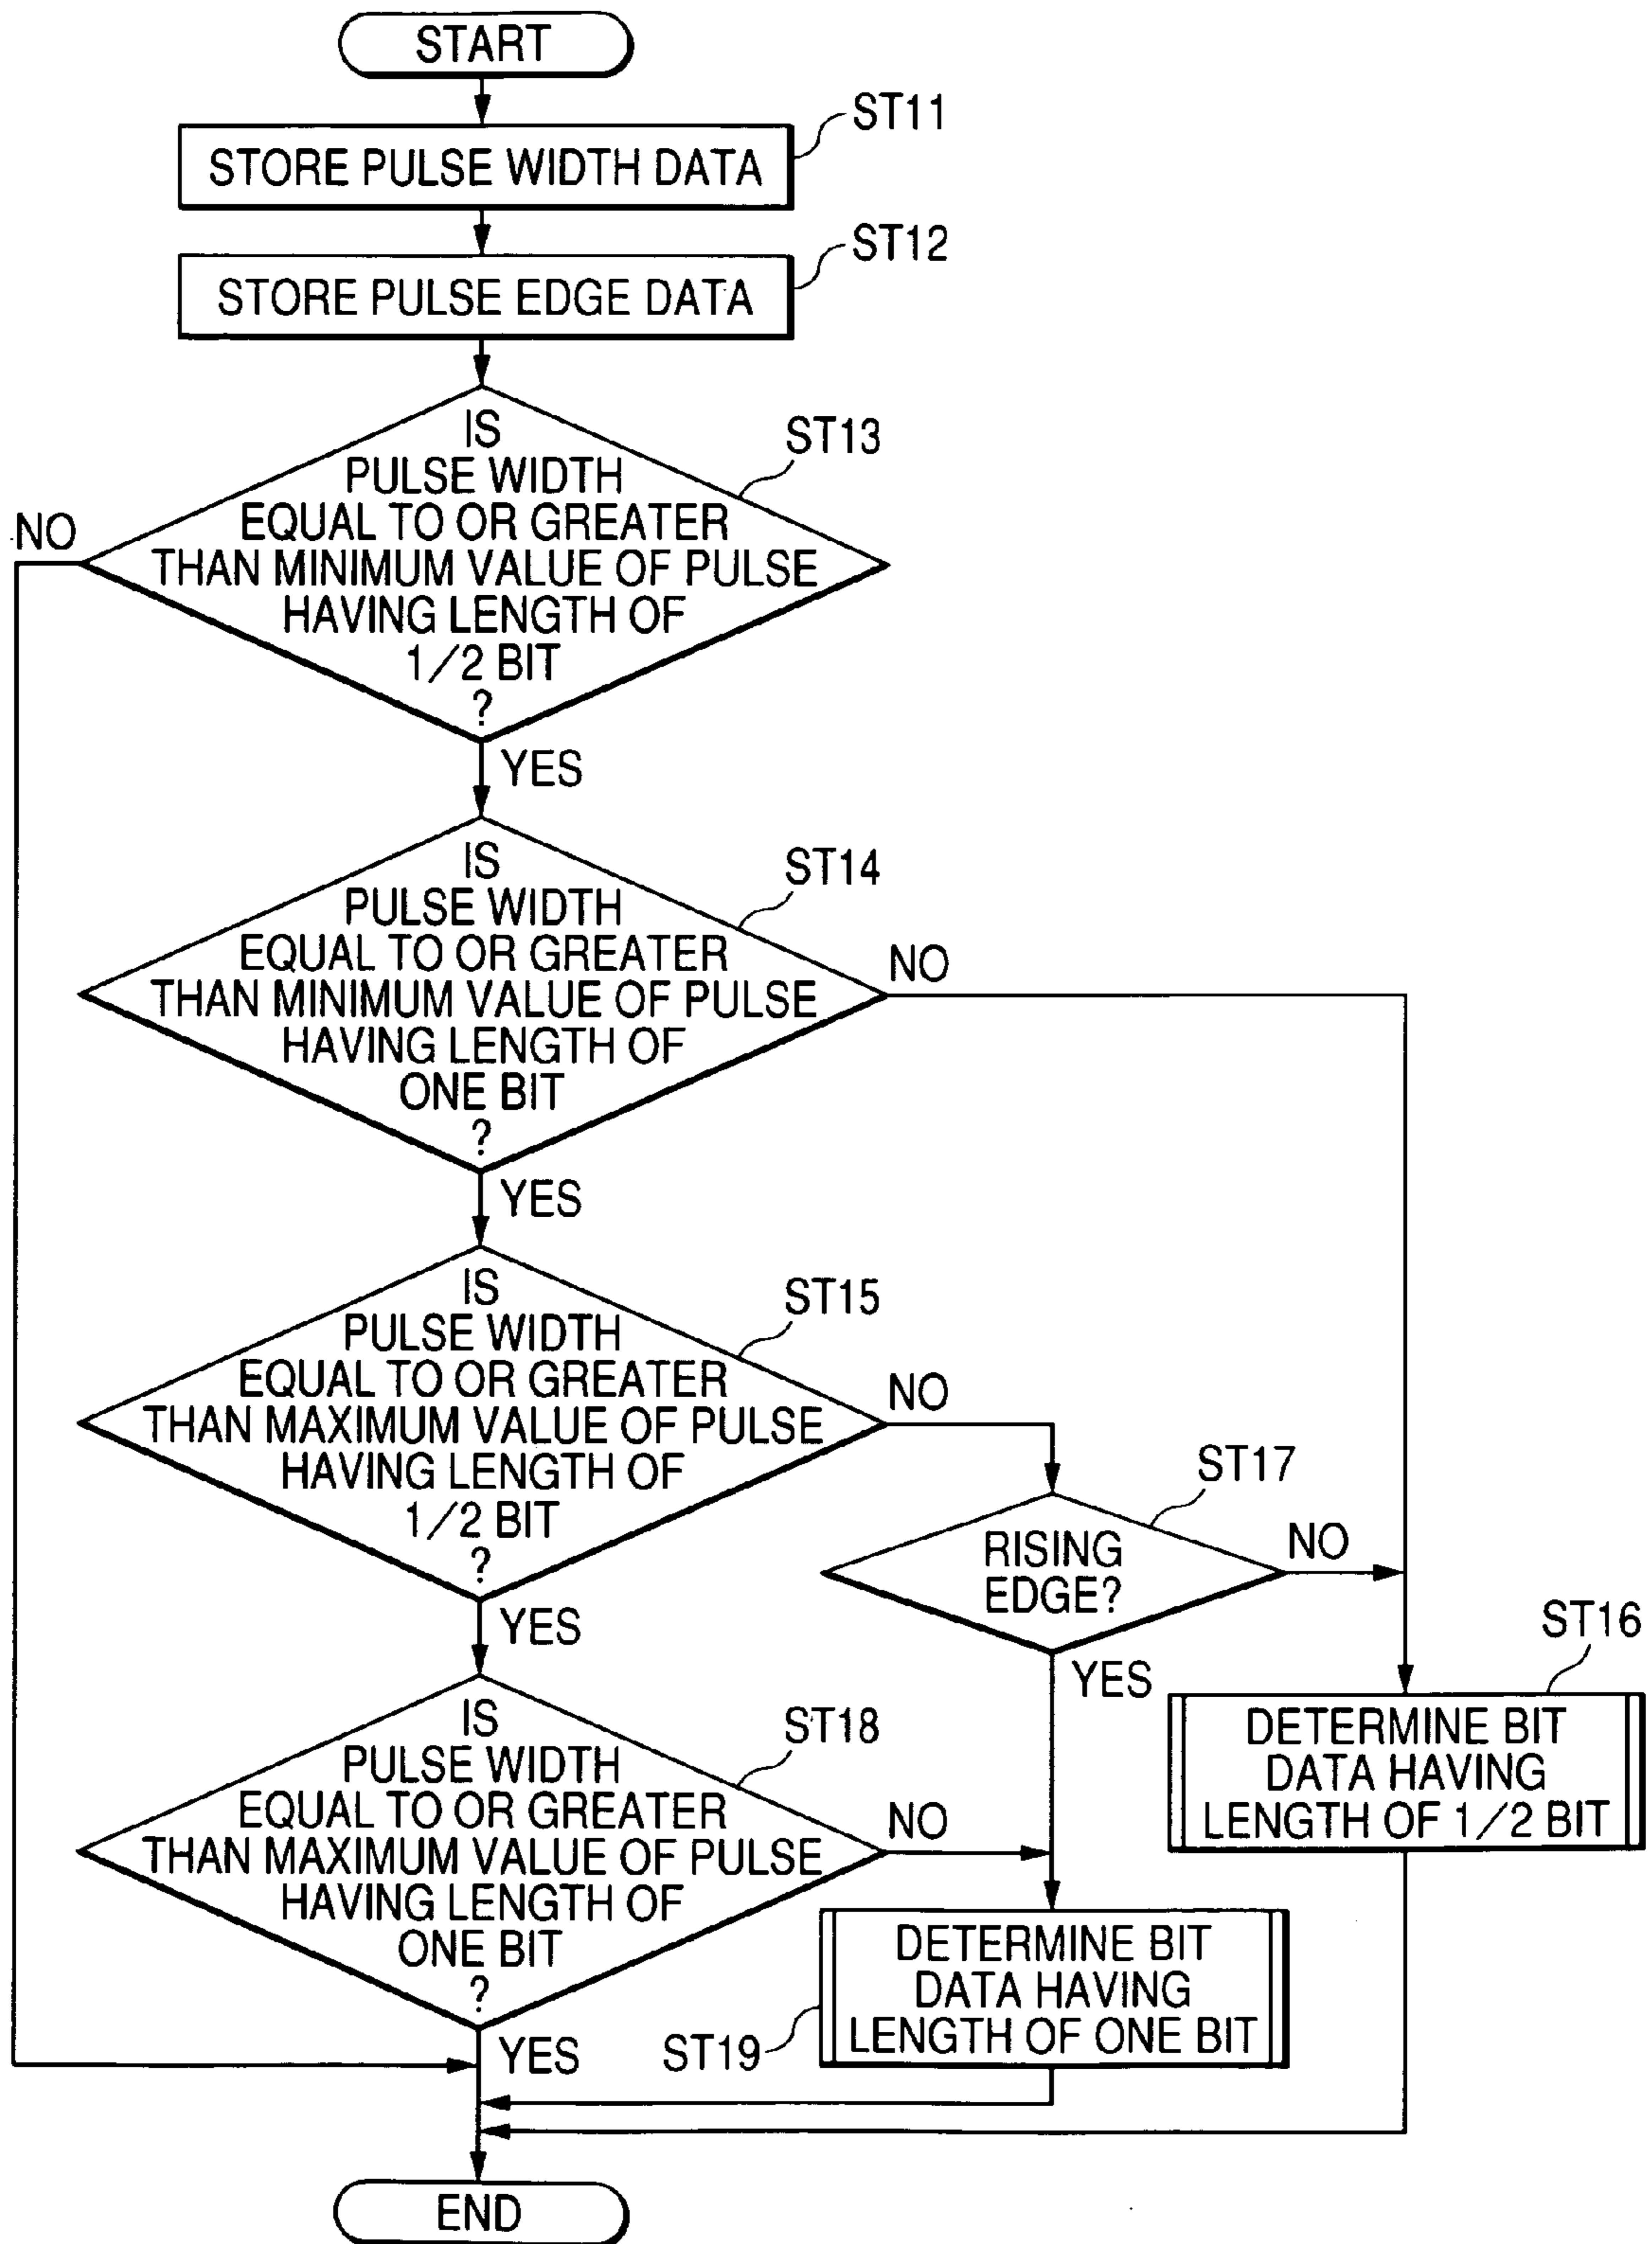 START
ST11
STORE PULSE WIDTH DATA
ST12
STORE PULSE EDGE DATA
ST13
IS
PULSE WIDTH
EQUAL TO OR GREATER
THAN MINIMUM VALUE OF PULSE
HAVING LENGTH OF
1/2 BIT
?
NO
YES
ST14
IS
PULSE WIDTH
EQUAL TO OR GREATER
THAN MINIMUM VALUE OF PULSE
HAVING LENGTH OF
ONE BIT
?
NO
YES
ST15
IS
PULSE WIDTH
EQUAL TO OR GREATER
THAN MAXIMUM VALUE OF PULSE
HAVING LENGTH OF
1/2 BIT
?
NO
YES
ST17
RISING
EDGE?
NO
YES
ST16
DETERMINE BIT
DATA HAVING
LENGTH OF 1/2 BIT
ST18
IS
PULSE WIDTH
EQUAL TO OR GREATER
THAN MAXIMUM VALUE OF PULSE
HAVING LENGTH OF
ONE BIT
?
NO
YES
ST19
DETERMINE BIT
DATA HAVING
LENGTH OF ONE BIT
END